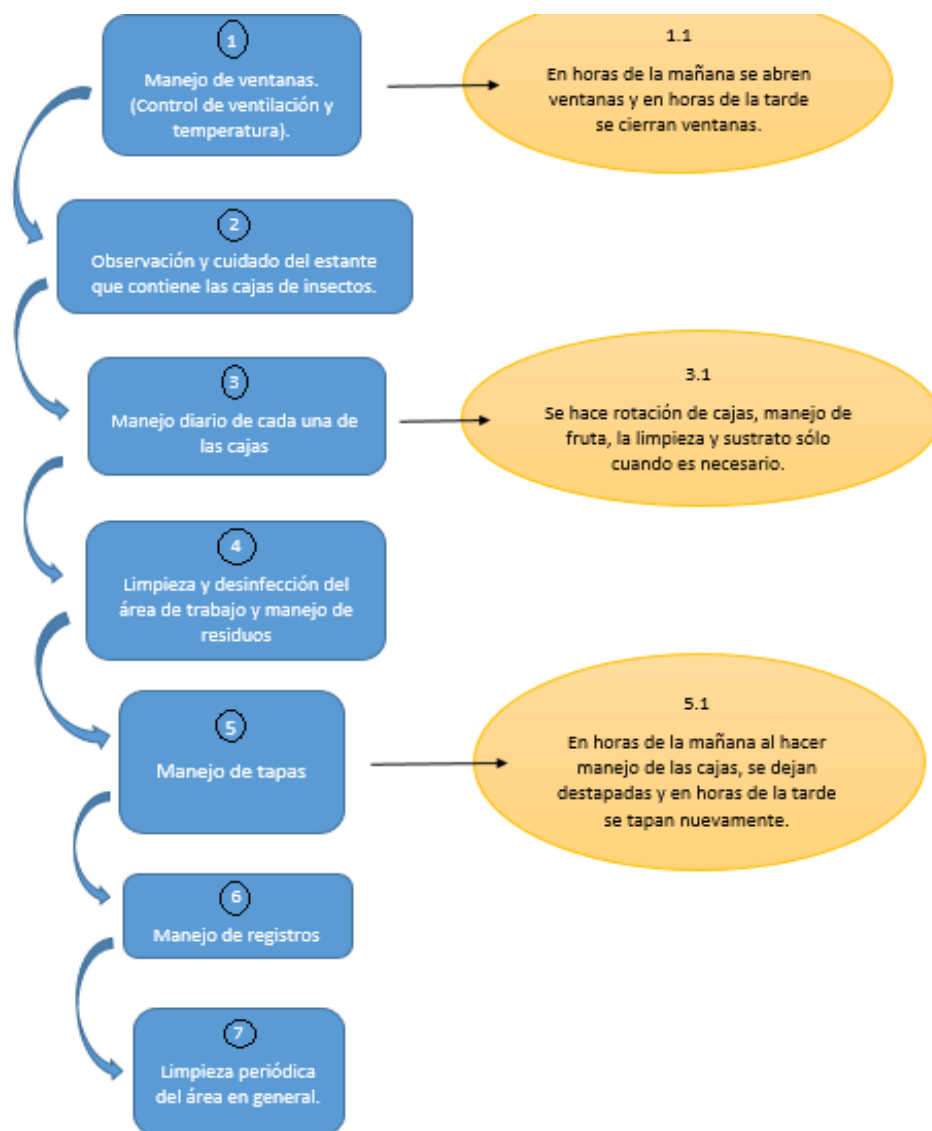 1
Manejo de ventanas.
(Control de ventilación y
temperatura).
1.1
En horas de la mañana se abren
ventanas y en horas de la tarde
se cierran ventanas.
2
Observación y cuidado del estante
que contiene las cajas de insectos.
3
Manejo diario de cada una de
las cajas
3.1
Se hace rotación de cajas, manejo de
fruta, la limpieza y sustrato sólo
cuando es necesario.
4
Limpieza y desinfección del
área de trabajo y manejo de
residuos
5
Manejo de tapas
5.1
En horas de la mañana al hacer
manejo de las cajas, se dejan
destapadas y en horas de la tarde
se tapan nuevamente.
6
Manejo de registros
7
Limpieza periódica
del área en general.